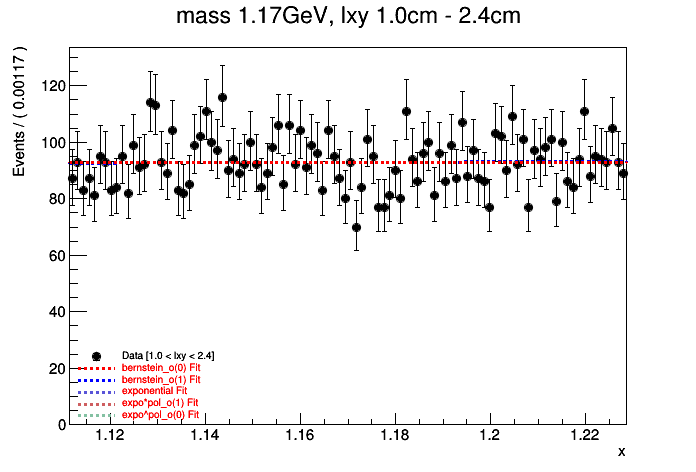 mass 1.17GeV, lxy 1.0cm - 2.4cm
Events / ( 0.00117 )
120
100
80
60
40
20
0
Data [1.0 < lxy < 2.4]
bernstein_o(0) Fit
bernstein_o(1) Fit
exponential Fit
expo*pol_o(1) Fit
expo^pol_o(0) Fit
1.12 1.14 1.16 1.18 1.2 1.22
x